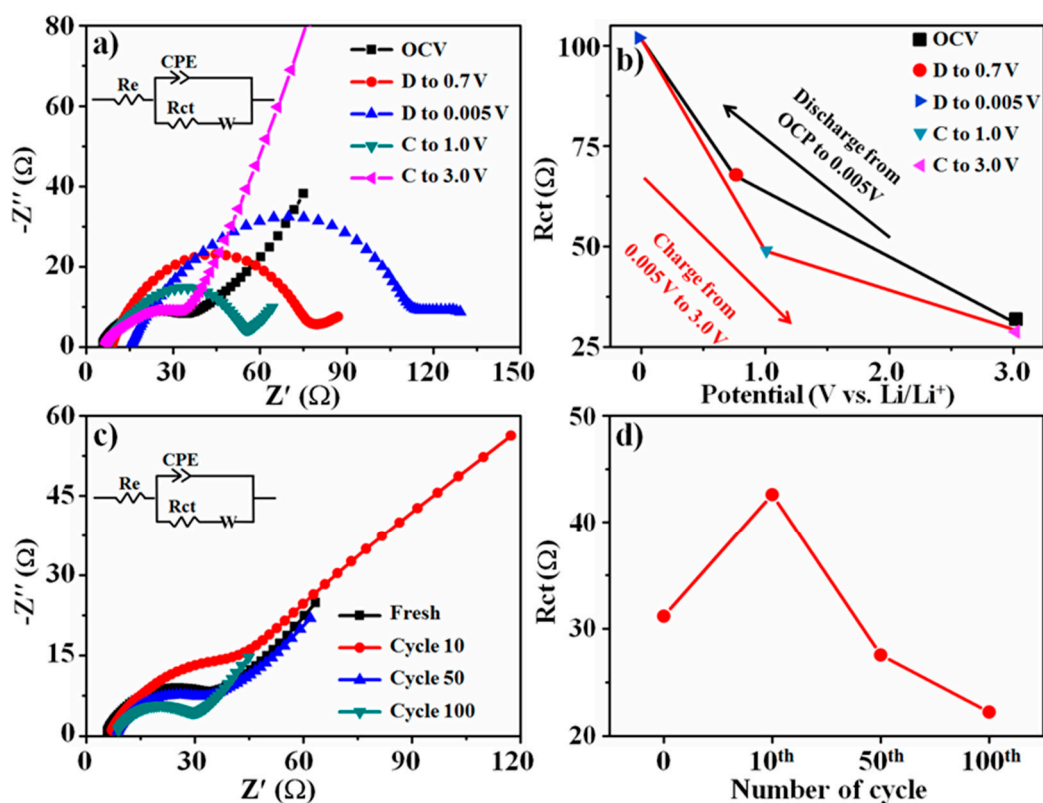 a)
CPE
Re
Rct
W
OCV
D to 0.7 V
D to 0.005 V
C to 1.0 V
C to 3.0 V
80
60
40
20
0
-Z'' (Ω)
0 30 60 90 120 150
Z' (Ω)
b)
OCV
D to 0.7 V
D to 0.005 V
C to 1.0 V
C to 3.0 V
Discharge from
OCP to 0.005V
Charge from
0.005 V to 3.0 V
100
75
50
25
Rct (Ω)
0 1.0 2.0 3.0
Potential (V vs. Li/Li⁺)
c)
CPE
Re
Rct
W
Fresh
Cycle 10
Cycle 50
Cycle 100
60
45
30
15
0
-Z'' (Ω)
0 30 60 90 120
Z' (Ω)
d)
50
40
30
20
Rct (Ω)
0 10th 50th 100th
Number of cycle